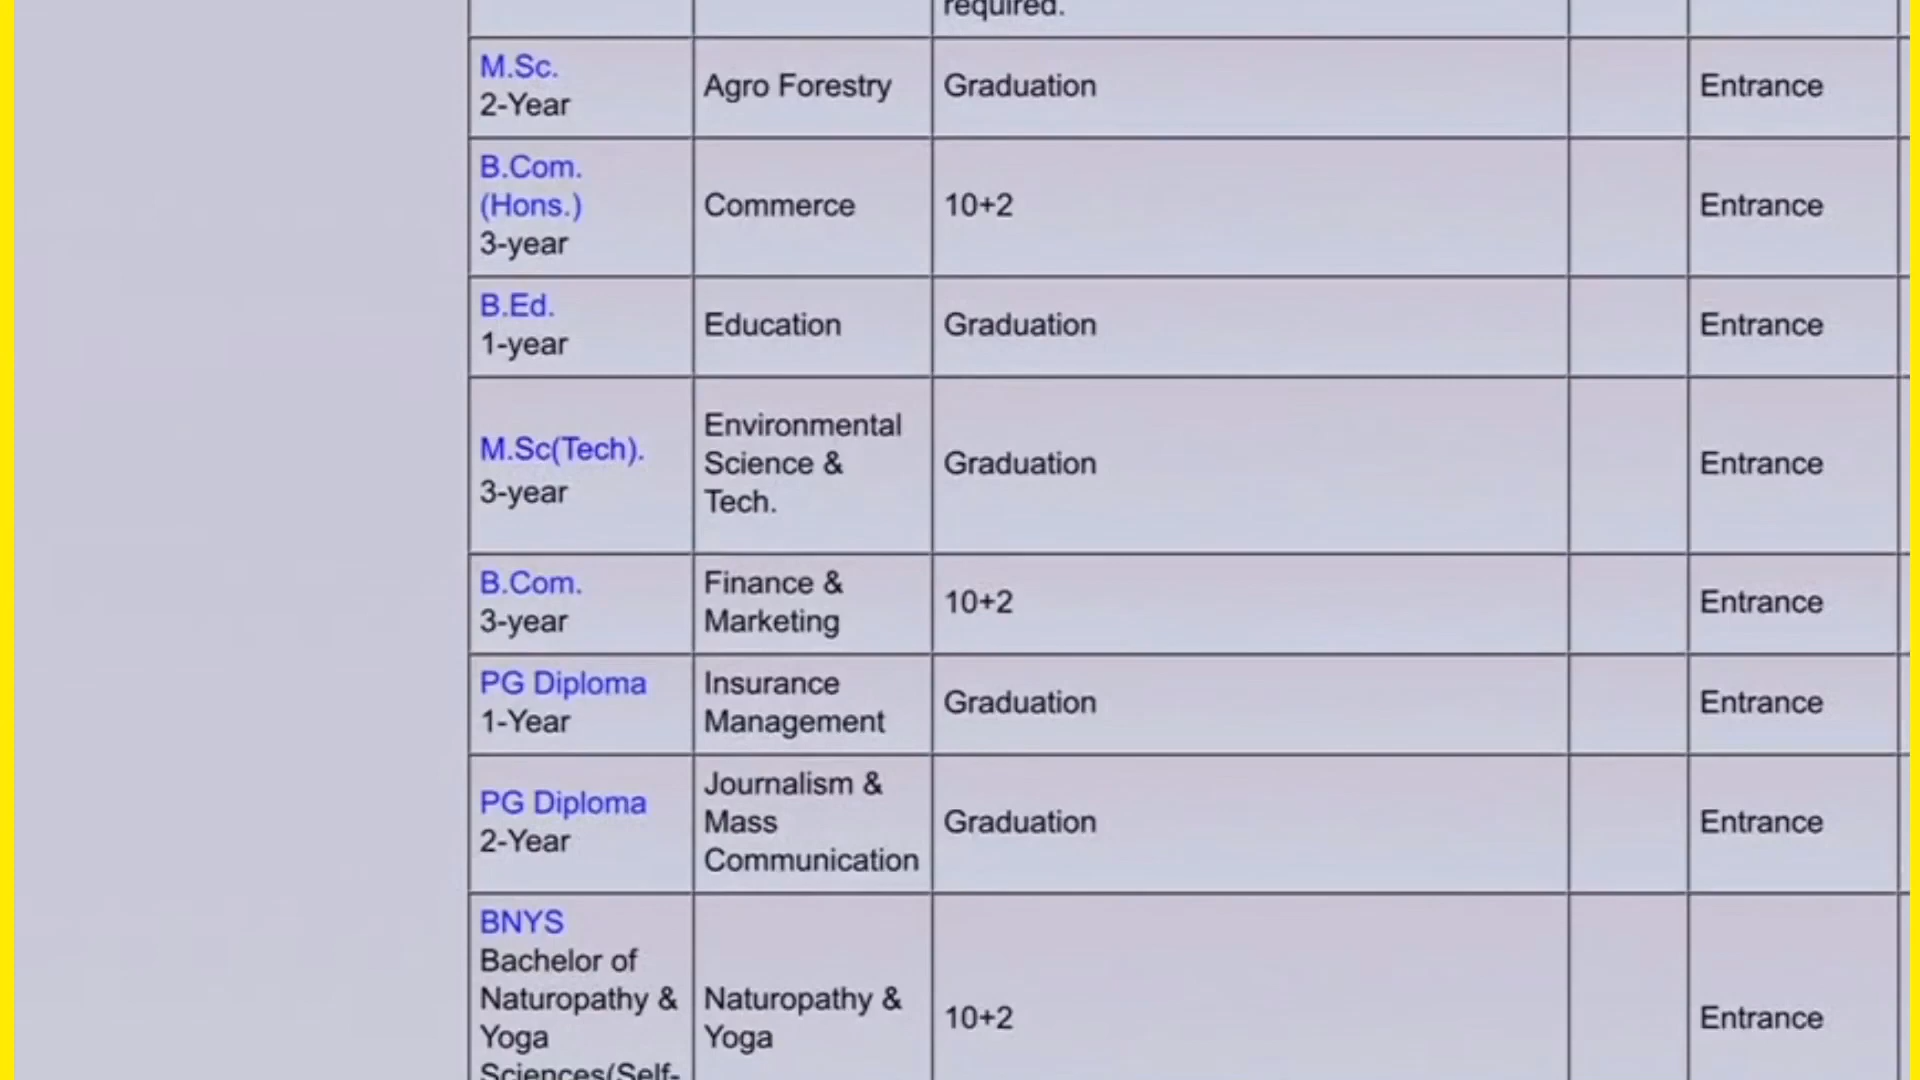 required.
M.Sc.
2-Year
Agro Forestry
Graduation
Entrance
B.Com.
(Hons.)
3-year
Commerce
10+2
Entrance
B.Ed.
1-year
Education
Graduation
Entrance
M.Sc(Tech).
3-year
Environmental
Science &
Tech.
Graduation
Entrance
B.Com.
3-year
Finance &
Marketing
10+2
Entrance
PG Diploma
1-Year
Insurance
Management
Graduation
Entrance
PG Diploma
2-Year
Journalism &
Mass
Communication
Graduation
Entrance
BNYS
Bachelor of
Naturopathy &
Yoga
Sciences(Self-
Naturopathy &
Yoga
10+2
Entrance